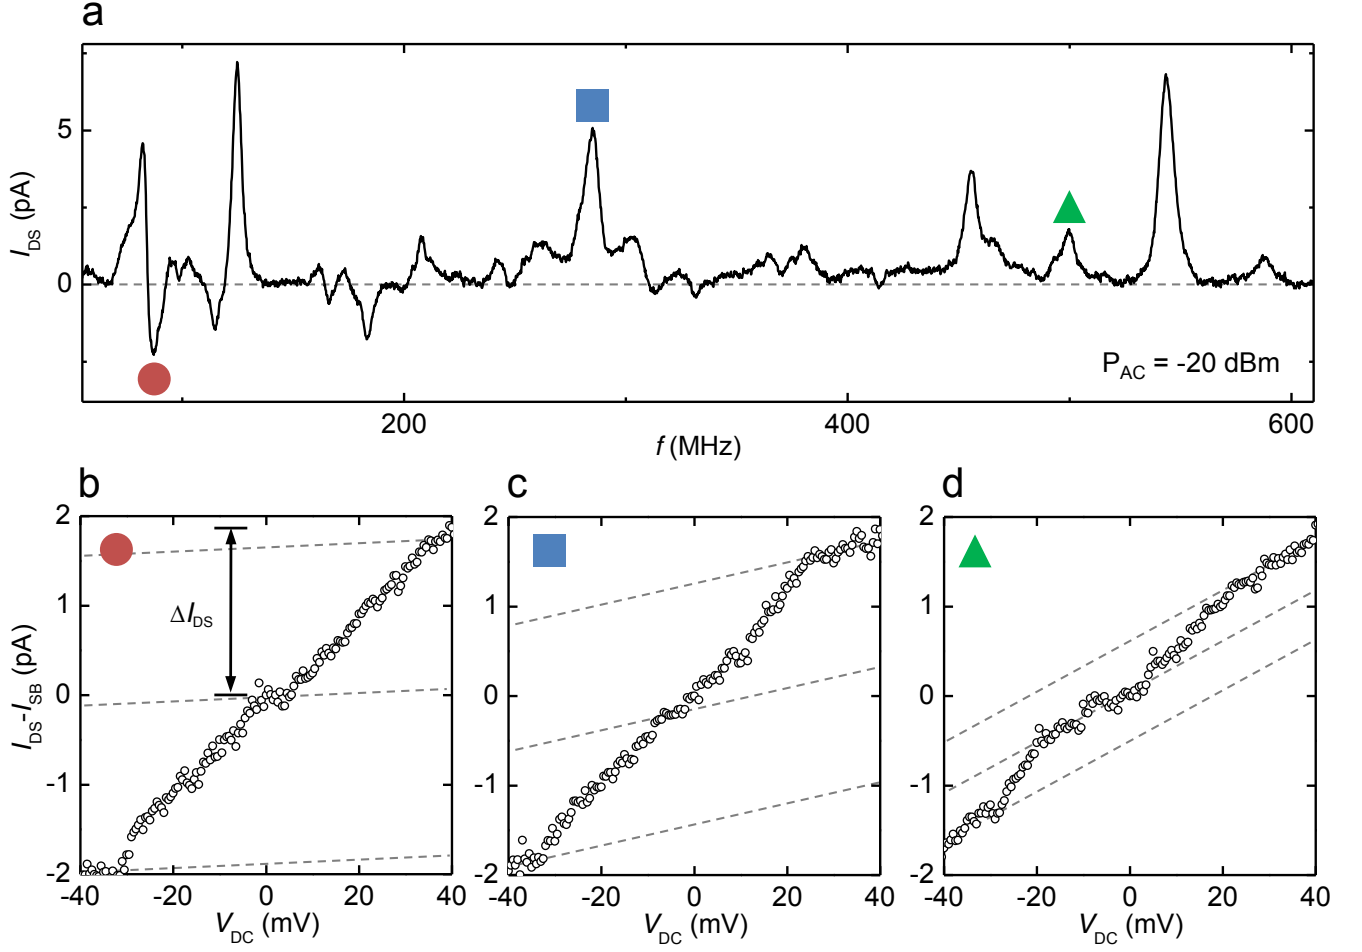 a
I_DS (pA)
5
0
P_AC = -20 dBm
200
400
600
f (MHz)
b
c
d
I_DS-I_SB (pA)
2
1
0
-1
-2
ΔI_DS
-40
-20
0
20
40
V_DC (mV)
2
1
0
-1
-2
-40
-20
0
20
40
V_DC (mV)
2
1
0
-1
-2
-40
-20
0
20
40
V_DC (mV)